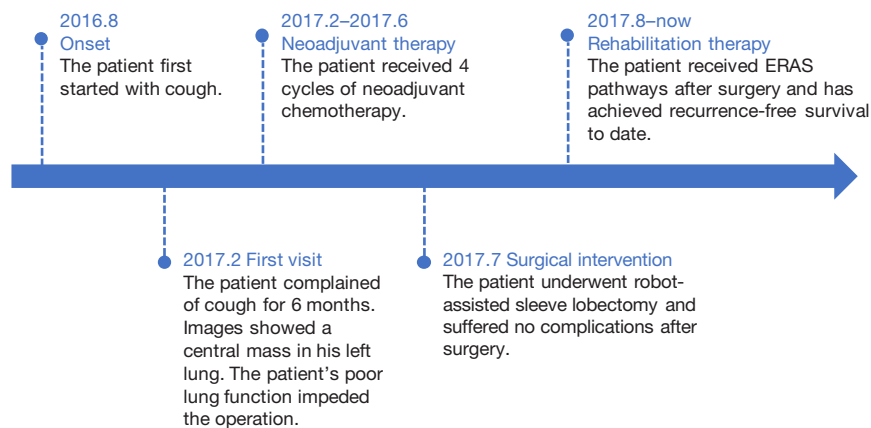 2016.8
Onset
The patient first
started with cough.
2017.2–2017.6
Neoadjuvant therapy
The patient received 4
cycles of neoadjuvant
chemotherapy.
2017.8–now
Rehabilitation therapy
The patient received ERAS
pathways after surgery and has
achieved recurrence-free survival
to date.
2017.2 First visit
The patient complained
of cough for 6 months.
Images showed a
central mass in his left
lung. The patient’s poor
lung function impeded
the operation.
2017.7 Surgical intervention
The patient underwent robot-
assisted sleeve lobectomy and
suffered no complications after
surgery.